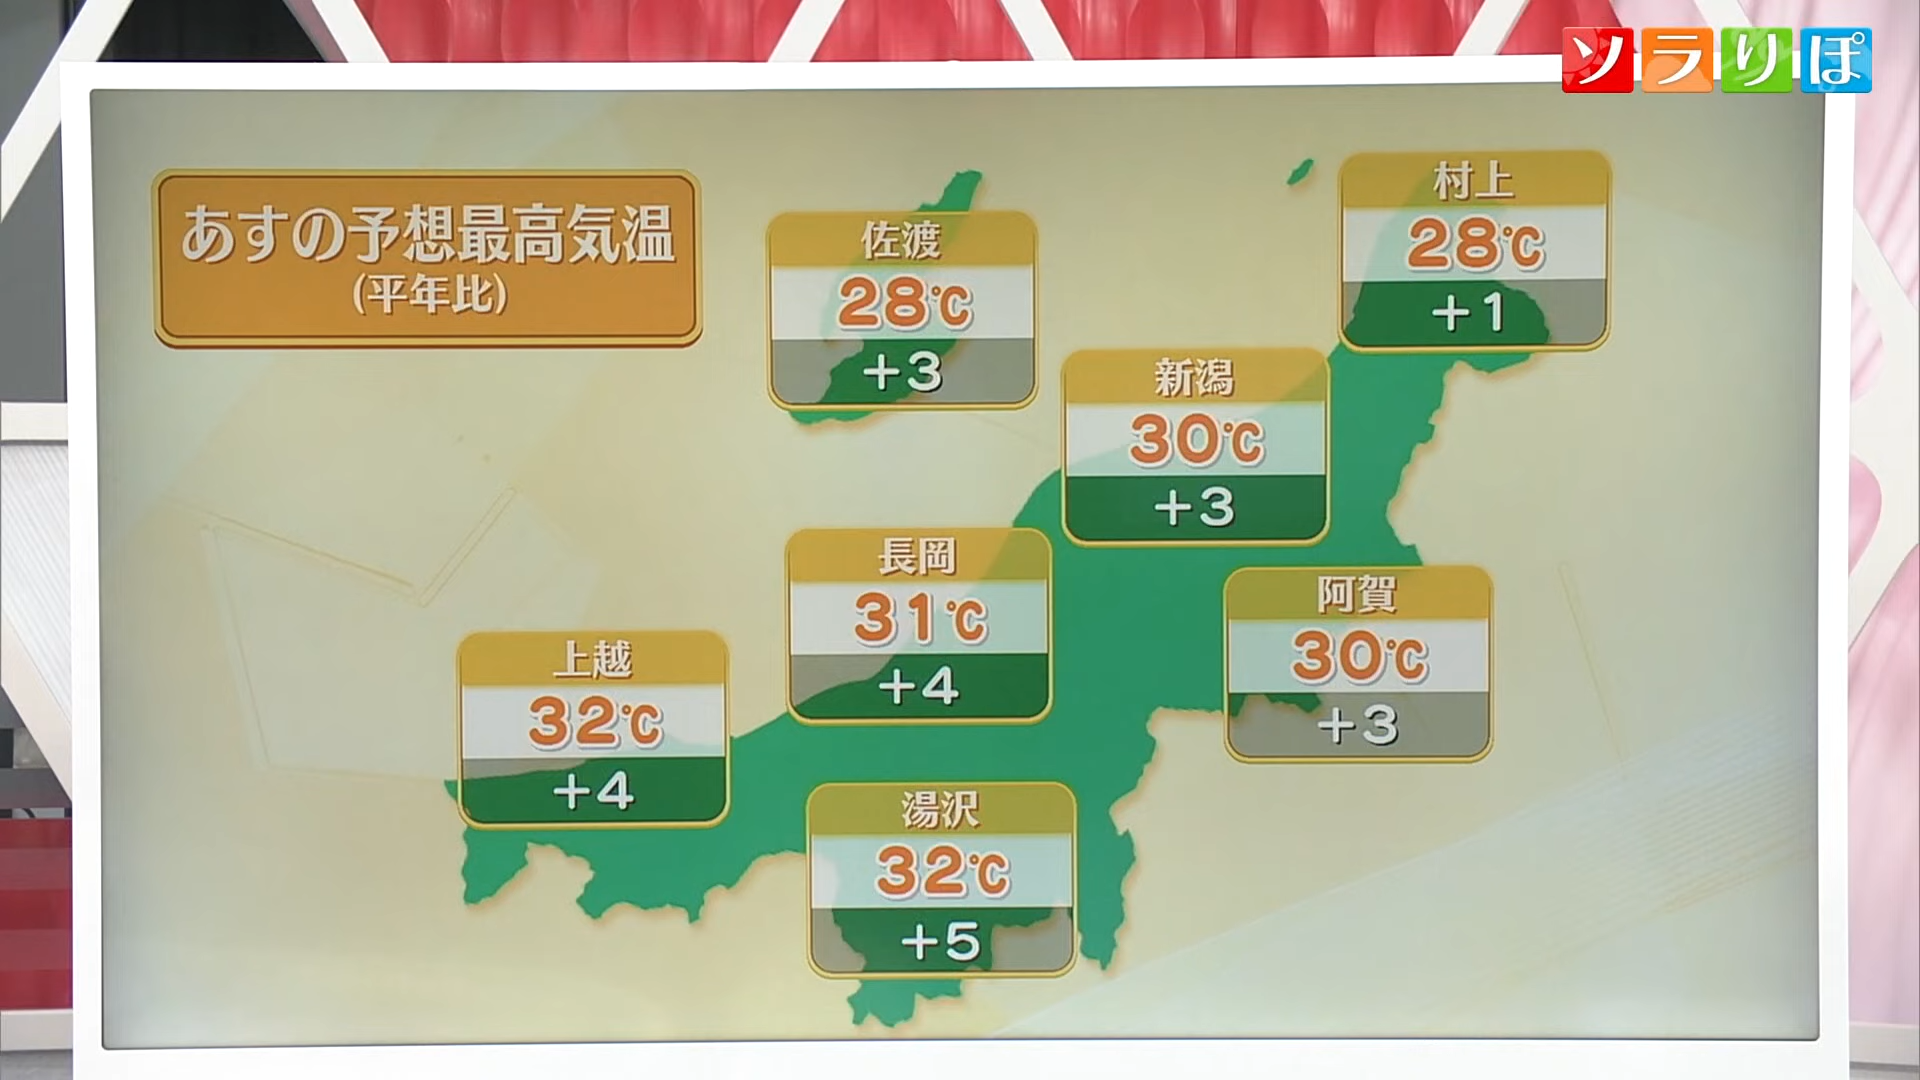 ソラりぽ
あすの予想最高気温
(平年比)
佐渡
28℃
+3
村上
28℃
+1
新潟
30℃
+3
長岡
31℃
+4
阿賀
30℃
+3
上越
32℃
+4
湯沢
32℃
+5